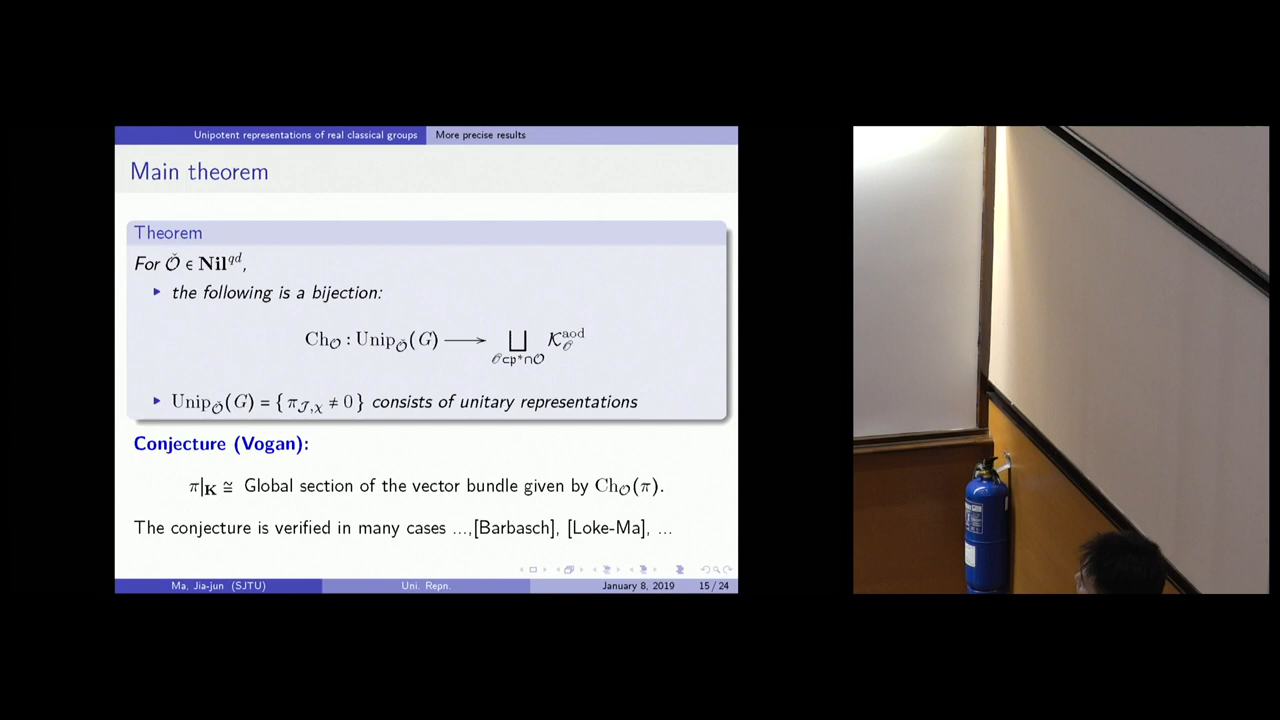 Unipotent representations of real classical groups More precise results
Main theorem
Theorem
For Ǒ ∈ Nil^{qd},
▸ the following is a bijection:
Ch_𝒪 : Unip_Ǒ(G) ⟶ ⨆_{𝒪⊂𝔭*∩𝒪} 𝒦_𝒪^{aod}
▸ Unip_Ǒ(G) = { π_{𝒥,χ} ≠ 0 } consists of unitary representations
Conjecture (Vogan):
π|_K ≅ Global section of the vector bundle given by Ch_𝒪(π).
The conjecture is verified in many cases ...,[Barbasch], [Loke-Ma], ...
Ma, Jia-jun (SJTU) Uni. Repn. January 8, 2019 15 / 24